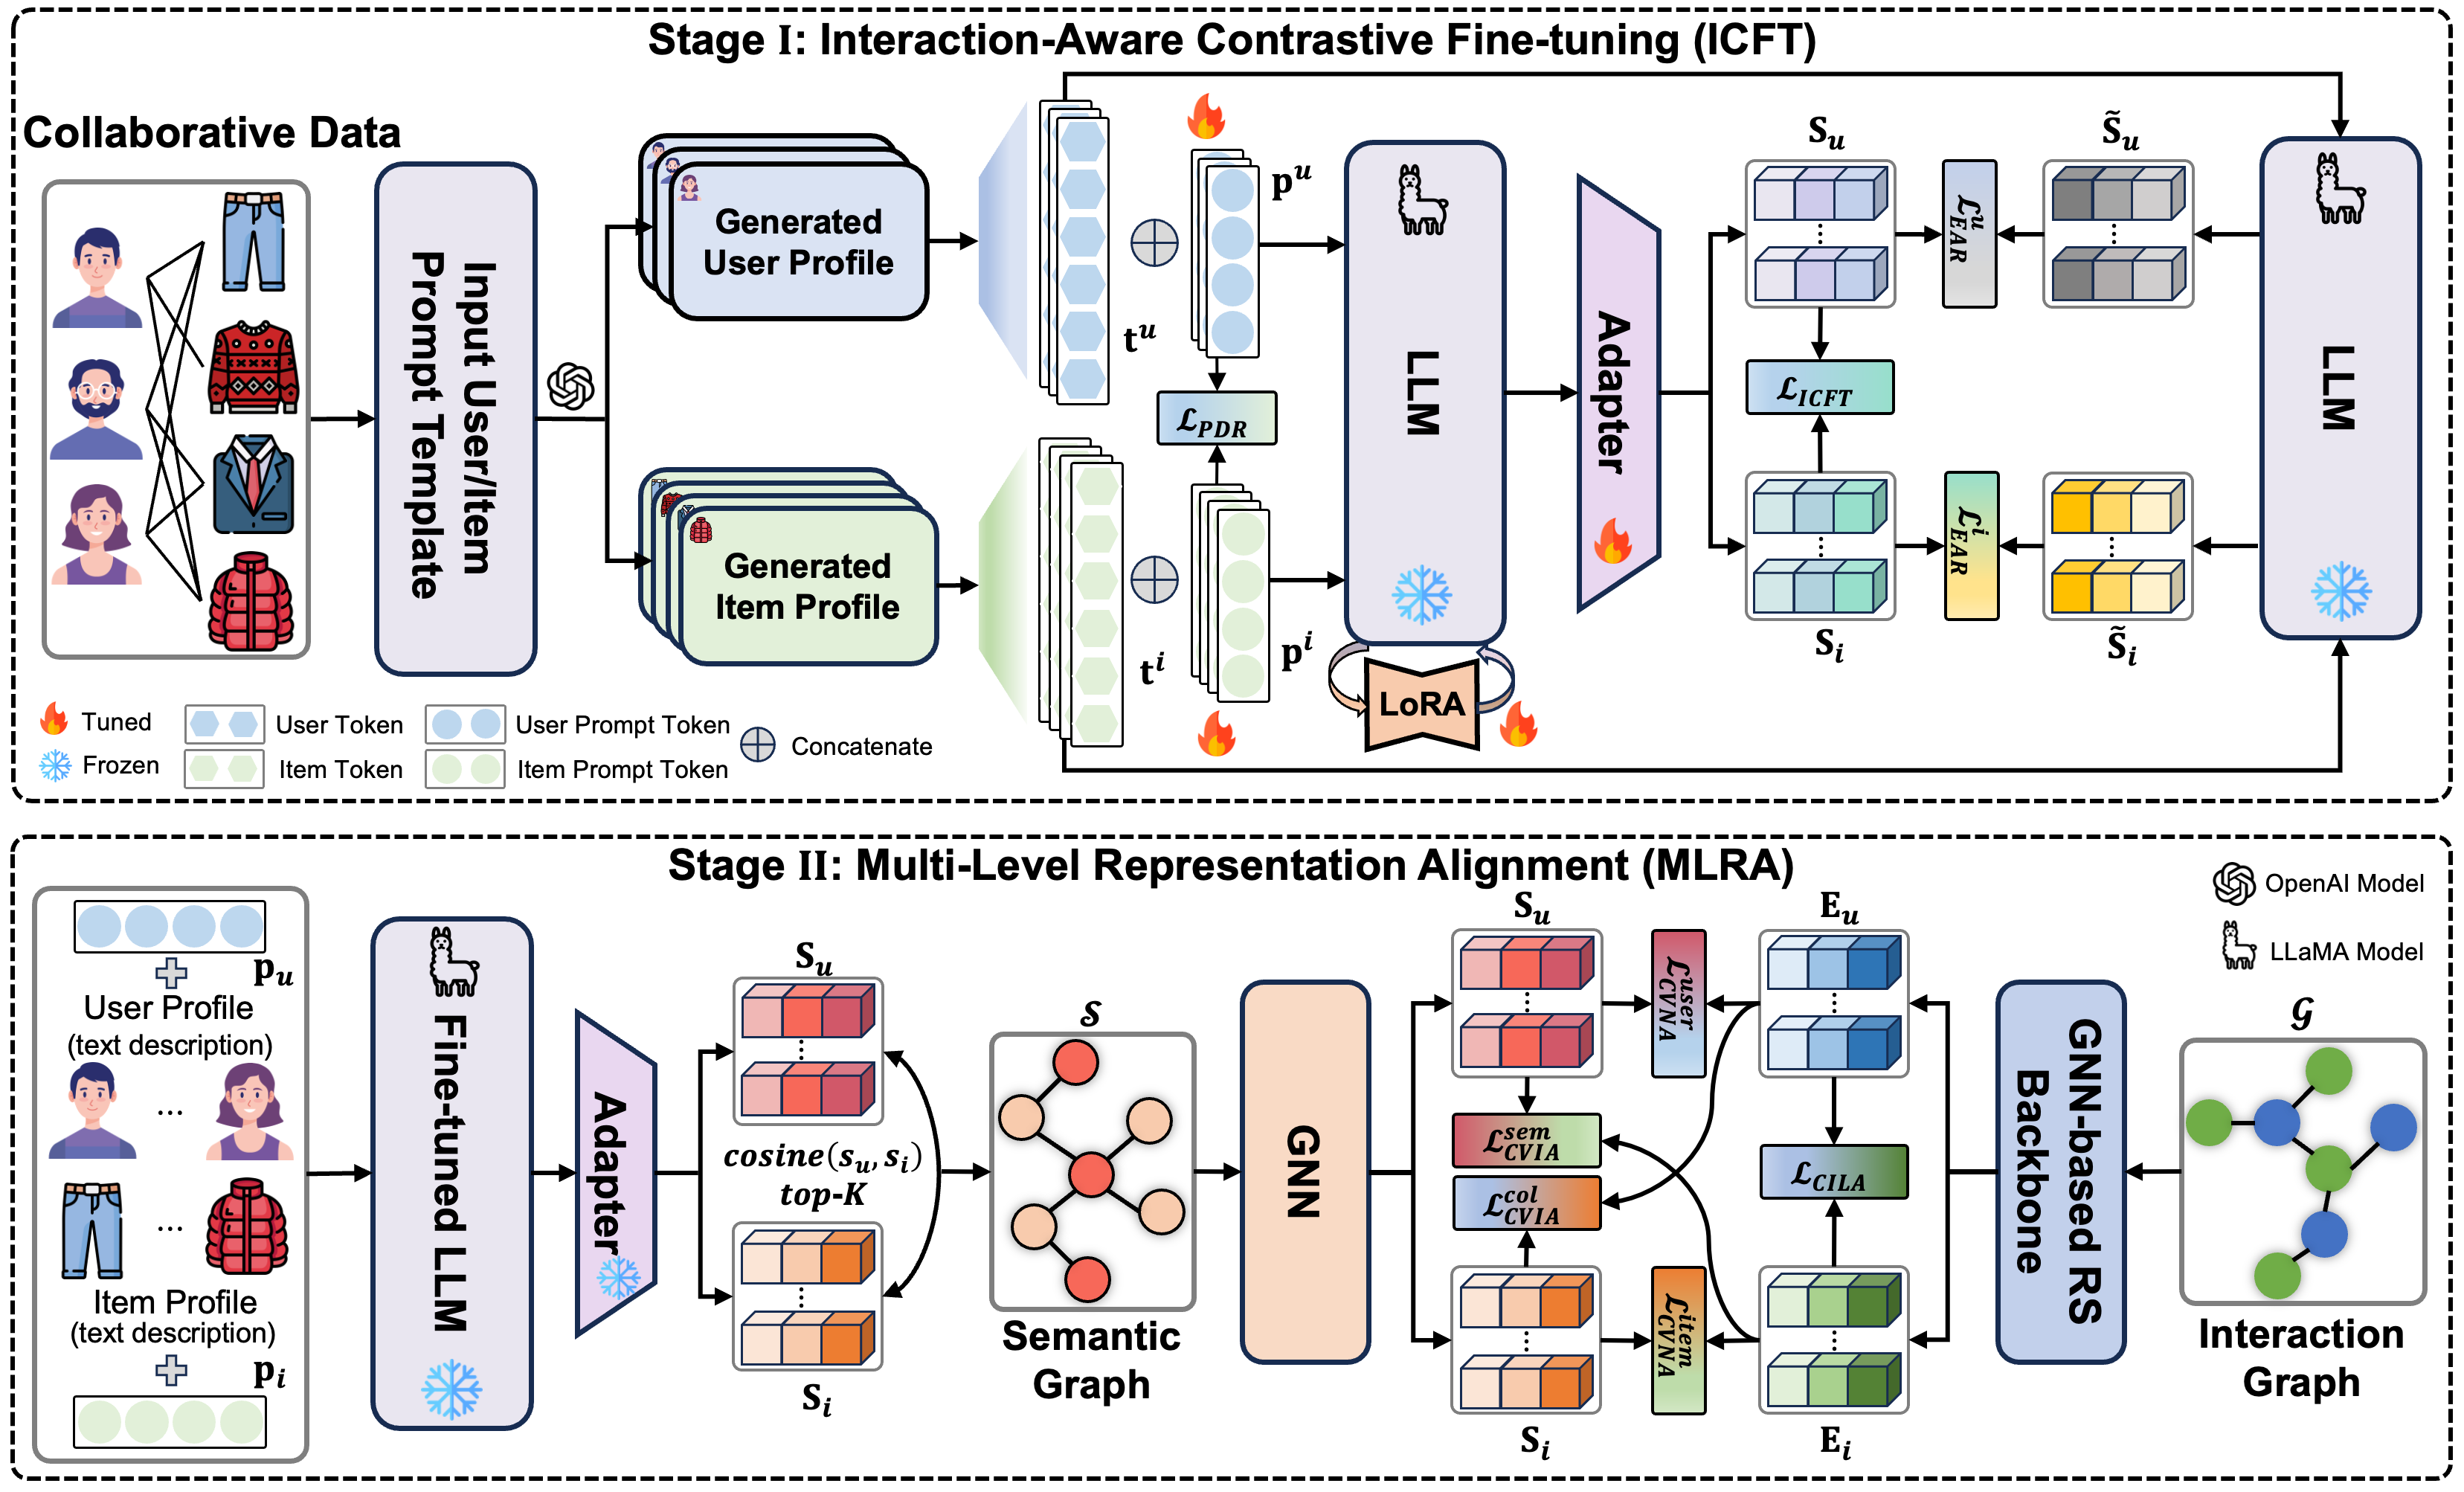 Stage I: Interaction-Aware Contrastive Fine-tuning (ICFT)
Collaborative Data
Input User/Item
Prompt Template
Generated
User Profile
Generated
Item Profile
t^u
p^u
t^i
p^i
ℒ_PDR
LLM
LoRA
Adapter
S_u
S̃_u
ℒ^u_EAR
ℒ_ICFT
ℒ^i_EAR
S_i
S̃_i
LLM
Tuned
User Token
User Prompt Token
Concatenate
Frozen
Item Token
Item Prompt Token
Stage II: Multi-Level Representation Alignment (MLRA)
OpenAI Model
LLaMA Model
p_u
User Profile
(text description)
...
...
Item Profile
(text description)
p_i
Fine-tuned LLM
Adapter
S_u
cosine(s_u, s_i)
top-K
S_i
𝒮
Semantic
Graph
GNN
S_u
E_u
ℒ^user_CVNA
ℒ^sem_CVIA
ℒ^col_CVIA
ℒ_CILA
ℒ^item_CVNA
S_i
E_i
GNN-based RS
Backbone
𝒢
Interaction
Graph